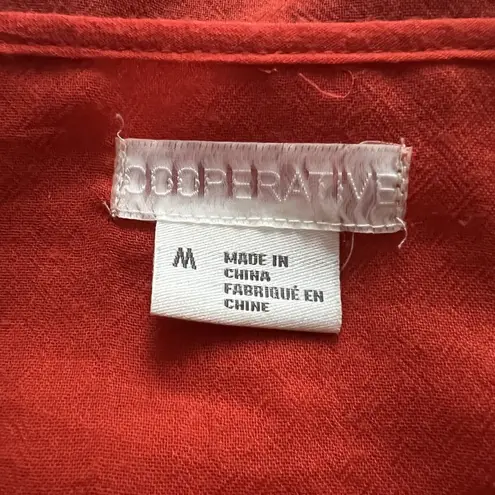 COOPERATIVE
M
MADE IN
CHINA
FABRIQUÉ EN
CHINE